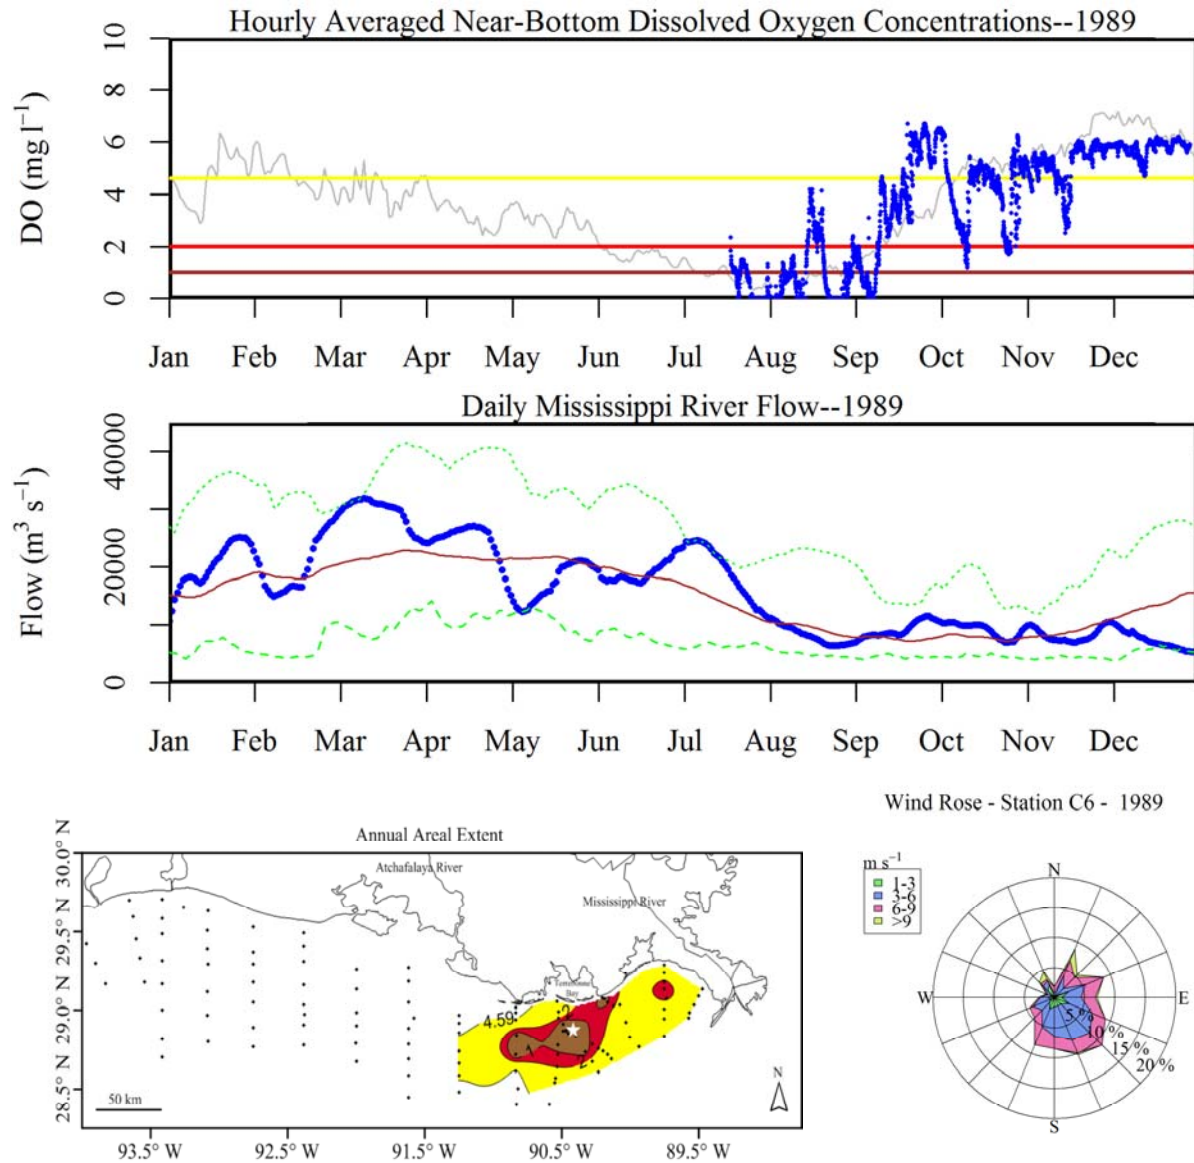 Hourly Averaged Near-Bottom Dissolved Oxygen Concentrations--1989
DO (mg l⁻¹)
10
8
6
4
2
0
Jan Feb Mar Apr May Jun Jul Aug Sep Oct Nov Dec
Daily Mississippi River Flow--1989
Flow (m³ s⁻¹)
40000
20000
0
Jan Feb Mar Apr May Jun Jul Aug Sep Oct Nov Dec
Annual Areal Extent
30.0° N
29.5° N
29.0° N
28.5° N
Atchafalaya River
Mississippi River
Terrebonne
Bay
4.59
2
1
2
N
50 km
93.5° W 92.5° W 91.5° W 90.5° W 89.5° W
Wind Rose - Station C6 - 1989
m s⁻¹
1-3
3-6
6-9
>9
N
W
E
S
5 %
10 %
15 %
20 %